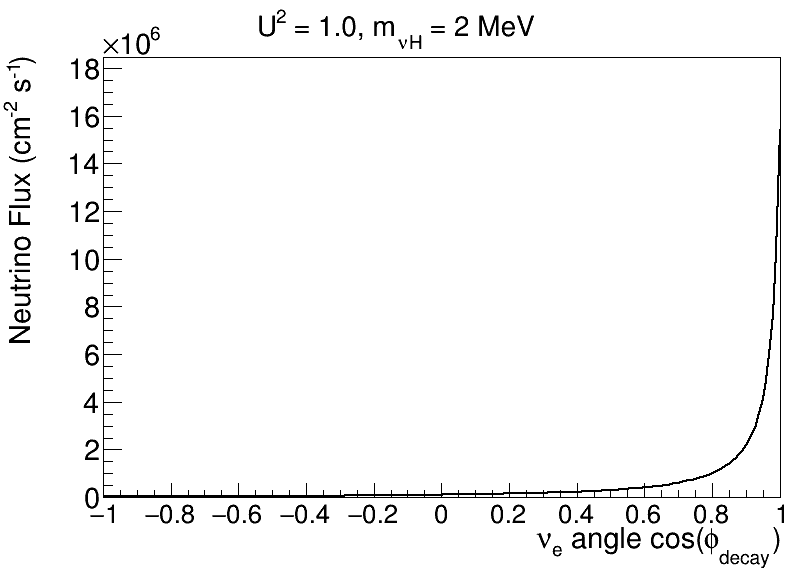 U² = 1.0, m_νH = 2 MeV
×10⁶
Neutrino Flux (cm⁻² s⁻¹)
18
16
14
12
10
8
6
4
2
0
−1 −0.8 −0.6 −0.4 −0.2 0 0.2 0.4 0.6 0.8 1
ν_e angle cos(ϕ_decay)